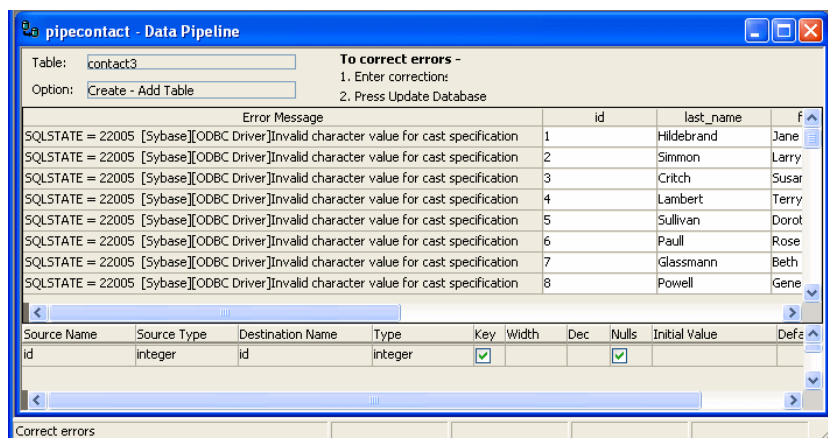 pipecontact - Data Pipeline
Table: contact3
Option: Create - Add Table
To correct errors -
1. Enter corrections
2. Press Update Database
Error Message id last_name f
SQLSTATE = 22005 [Sybase][ODBC Driver]Invalid character value for cast specification 1 Hildebrand Jane
SQLSTATE = 22005 [Sybase][ODBC Driver]Invalid character value for cast specification 2 Simmon Larry
SQLSTATE = 22005 [Sybase][ODBC Driver]Invalid character value for cast specification 3 Critch Susar
SQLSTATE = 22005 [Sybase][ODBC Driver]Invalid character value for cast specification 4 Lambert Terry
SQLSTATE = 22005 [Sybase][ODBC Driver]Invalid character value for cast specification 5 Sullivan Dorot
SQLSTATE = 22005 [Sybase][ODBC Driver]Invalid character value for cast specification 6 Paull Rose
SQLSTATE = 22005 [Sybase][ODBC Driver]Invalid character value for cast specification 7 Glassmann Beth
SQLSTATE = 22005 [Sybase][ODBC Driver]Invalid character value for cast specification 8 Powell Gene
Source Name Source Type Destination Name Type Key Width Dec Nulls Initial Value Defa
id integer id integer
Correct errors